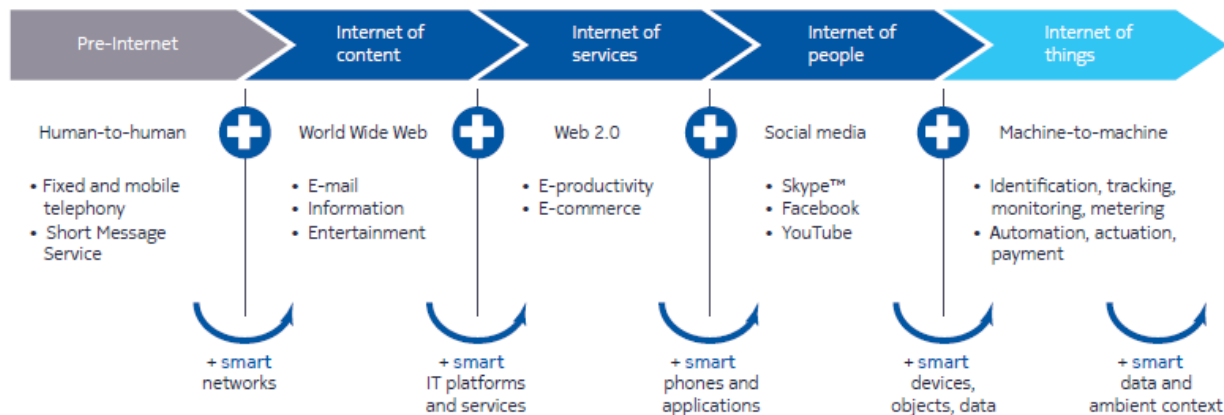 Pre-Internet
Internet of
content
Internet of
services
Internet of
people
Internet of
things
Human-to-human
World Wide Web
Web 2.0
Social media
Machine-to-machine
• Fixed and mobile
telephony
• Short Message
Service
• E-mail
• Information
• Entertainment
• E-productivity
• E-commerce
• Skype™
• Facebook
• YouTube
• Identification, tracking,
monitoring, metering
• Automation, actuation,
payment
+ smart
networks
+ smart
IT platforms
and services
+ smart
phones and
applications
+ smart
devices,
objects, data
+ smart
data and
ambient context